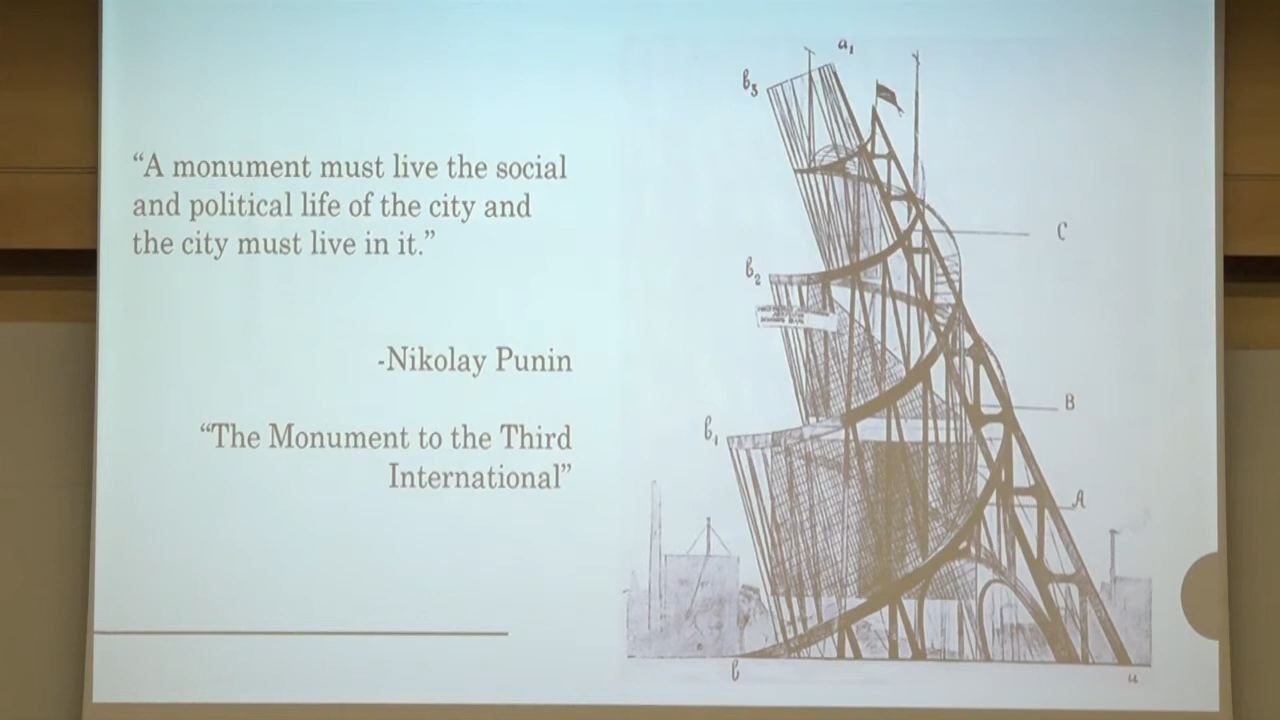 “A monument must live the social
and political life of the city and
the city must live in it.”
-Nikolay Punin
“The Monument to the Third
International”
a₁
b₃
C
b₂
B
b₁
A
b
a